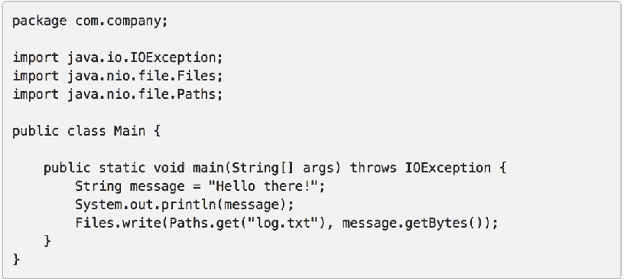 package com.company;
import java.io.IOException;
import java.nio.file.Files;
import java.nio.file.Paths;
public class Main {
    public static void main(String[] args) throws IOException {
        String message = "Hello there!";
        System.out.println(message);
        Files.write(Paths.get("log.txt"), message.getBytes());
    }
}